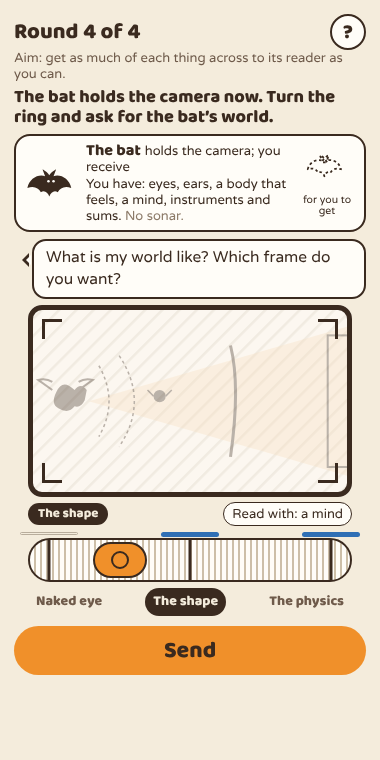 Round 4 of 4
?
Aim: get as much of each thing across to its reader as
you can.
The bat holds the camera now. Turn the
ring and ask for the bat's world.
The bat holds the camera; you
receive
You have: eyes, ears, a body that
feels, a mind, instruments and
sums. No sonar.
for you to
get
What is my world like? Which frame do
you want?
The shape
Read with: a mind
Naked eye
The shape
The physics
Send